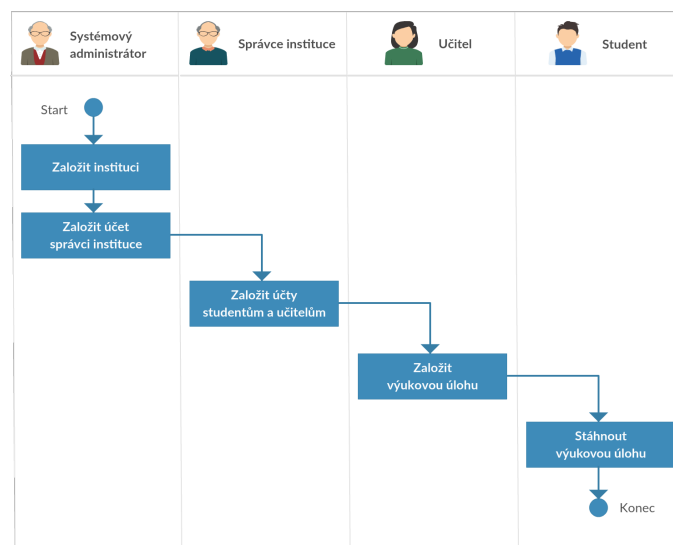 Systémový
administrátor
Správce instituce
Učitel
Student
Start
Založit instituci
Založit účet
správci instituce
Založit účty
studentům a učitelům
Založit
výukovou úlohu
Stáhnout
výukovou úlohu
Konec